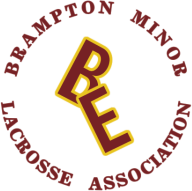 BRAMPTON MINOR
BE
LACROSSE ASSOCIATION